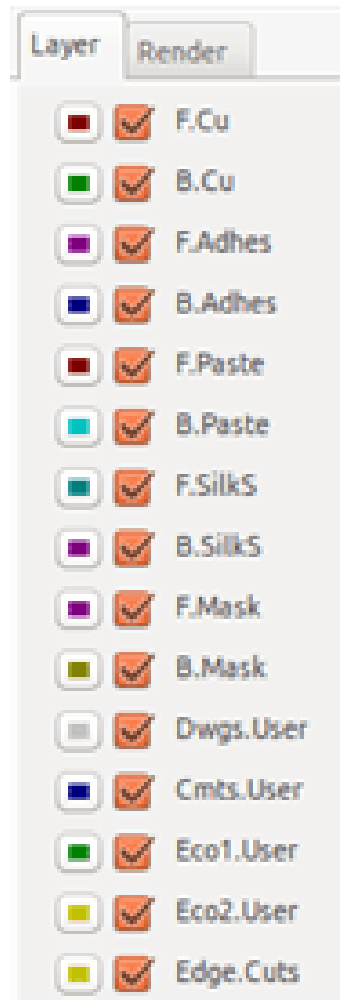 Layer Render
F.Cu
B.Cu
F.Adhes
B.Adhes
F.Paste
B.Paste
F.SilkS
B.SilkS
F.Mask
B.Mask
Dwgs.User
Cmts.User
Eco1.User
Eco2.User
Edge.Cuts